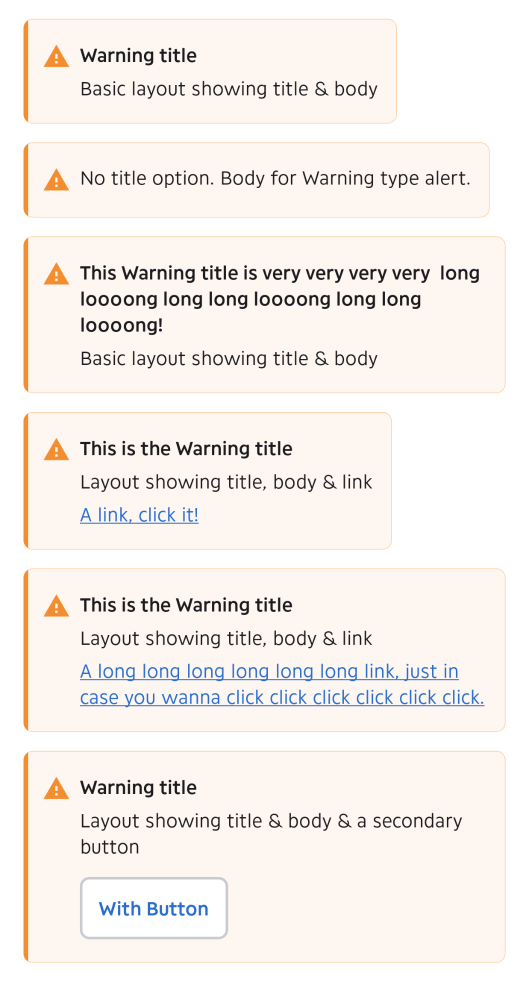 Warning title
Basic layout showing title & body
No title option. Body for Warning type alert.
This Warning title is very very very very  long
loooong long long loooong long long
loooong!
Basic layout showing title & body
This is the Warning title
Layout showing title, body & link
A link, click it!
This is the Warning title
Layout showing title, body & link
A long long long long long long link, just in
case you wanna click click click click click click.
Warning title
Layout showing title & body & a secondary
button
With Button